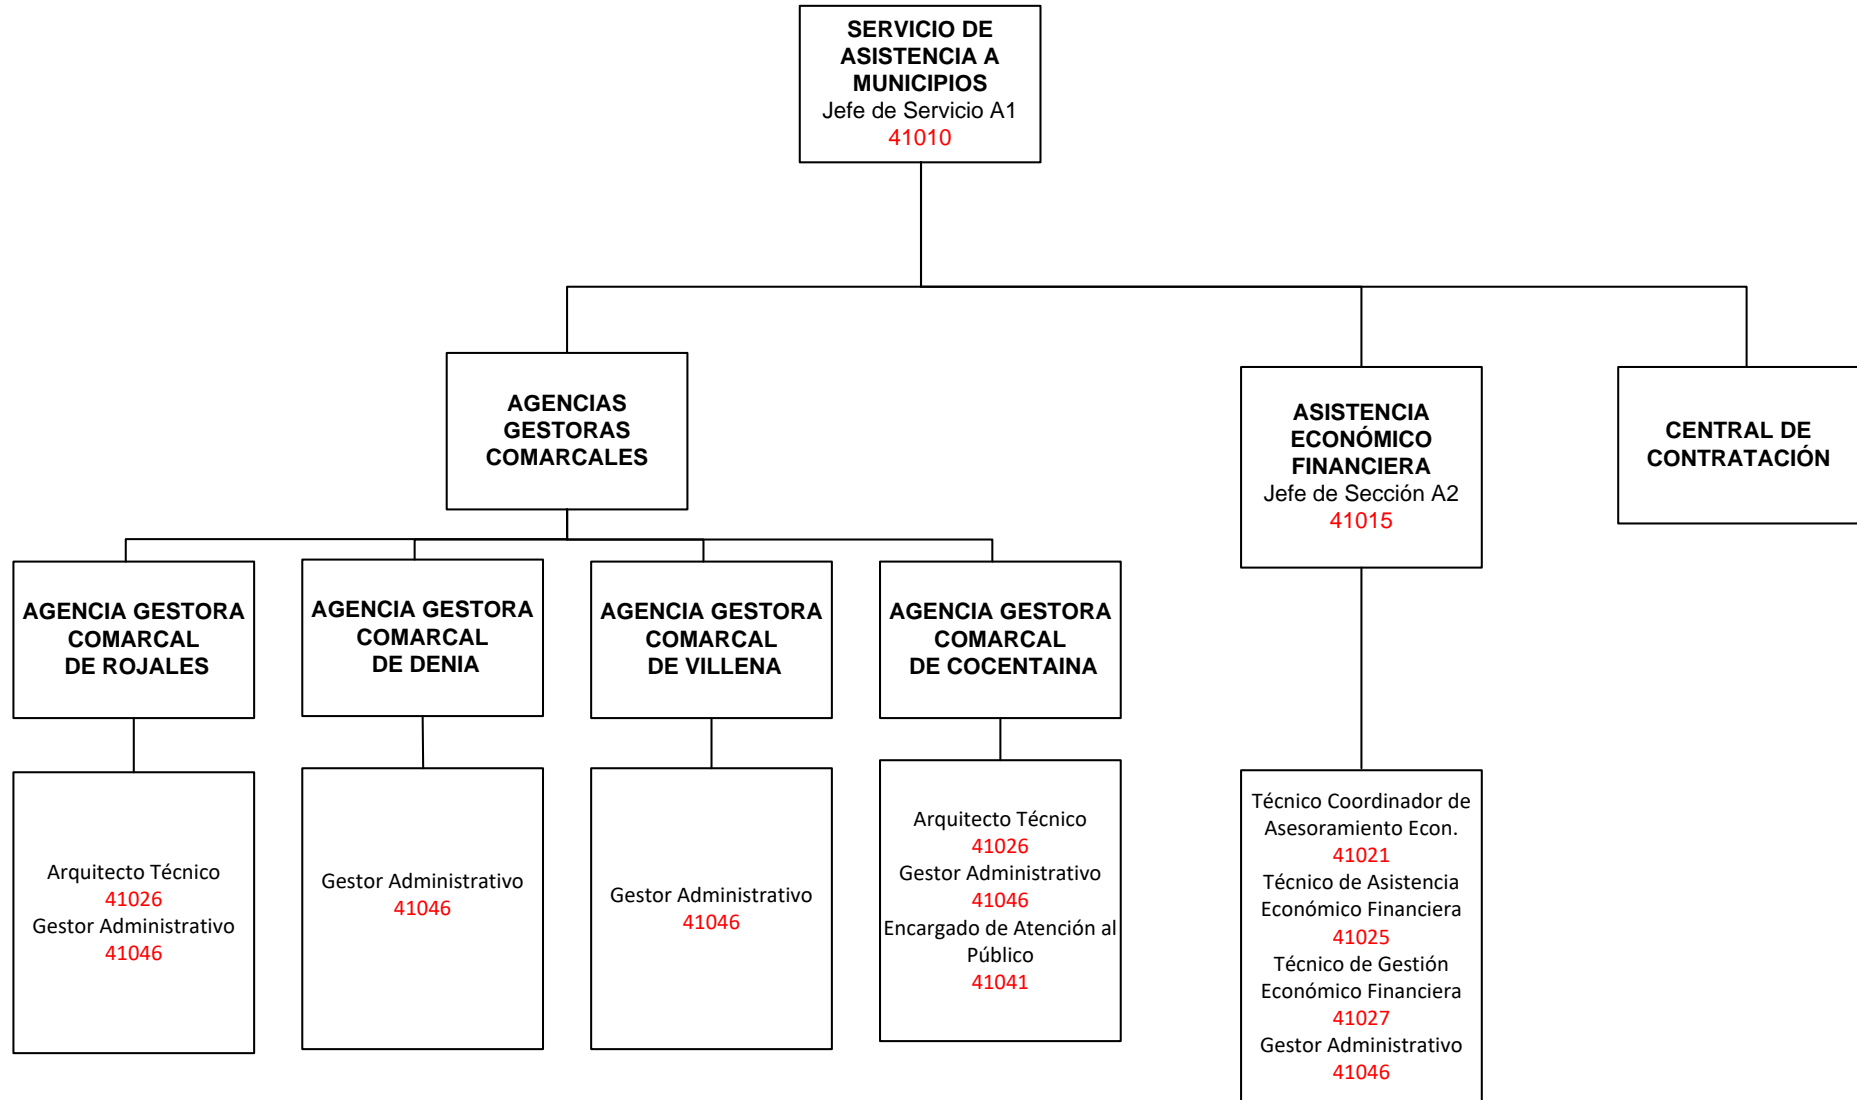 SERVICIO DE
ASISTENCIA A
MUNICIPIOS
Jefe de Servicio A1
41010
AGENCIAS
GESTORAS
COMARCALES
ASISTENCIA
ECONÓMICO
FINANCIERA
Jefe de Sección A2
41015
CENTRAL DE
CONTRATACIÓN
AGENCIA GESTORA
COMARCAL
DE ROJALES
AGENCIA GESTORA
COMARCAL
DE DENIA
AGENCIA GESTORA
COMARCAL
DE VILLENA
AGENCIA GESTORA
COMARCAL
DE COCENTAINA
Arquitecto Técnico
41026
Gestor Administrativo
41046
Gestor Administrativo
41046
Gestor Administrativo
41046
Arquitecto Técnico
41026
Gestor Administrativo
41046
Encargado de Atención al
Público
41041
Técnico Coordinador de
Asesoramiento Econ.
41021
Técnico de Asistencia
Económico Financiera
41025
Técnico de Gestión
Económico Financiera
41027
Gestor Administrativo
41046